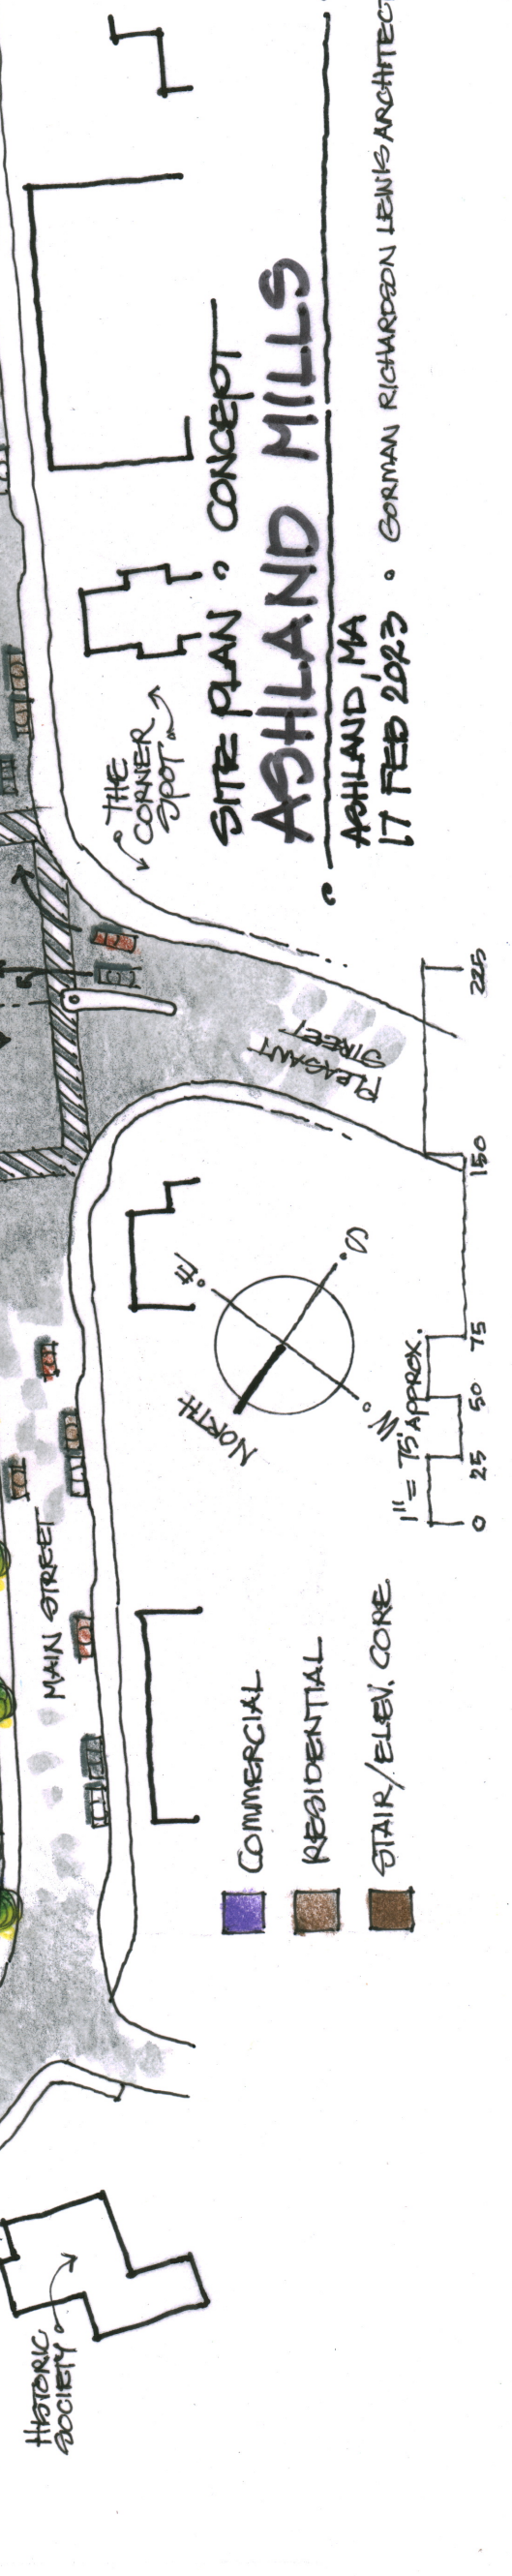 HISTORIC
SOCIETY
MAIN STREET
COMMERCIAL
RESIDENTIAL
STAIR/ELEV. CORE
NORTH
E
S
W
1" = 75' APPROX.
0 25 50 75 150 225
PLEASANT
STREET
THE
CORNER
SPOT
SITE PLAN • CONCEPT
ASHLAND MILLS
ASHLAND, MA
17 FEB 2023 • GORMAN RICHARDSON LEWIS ARCHITECT